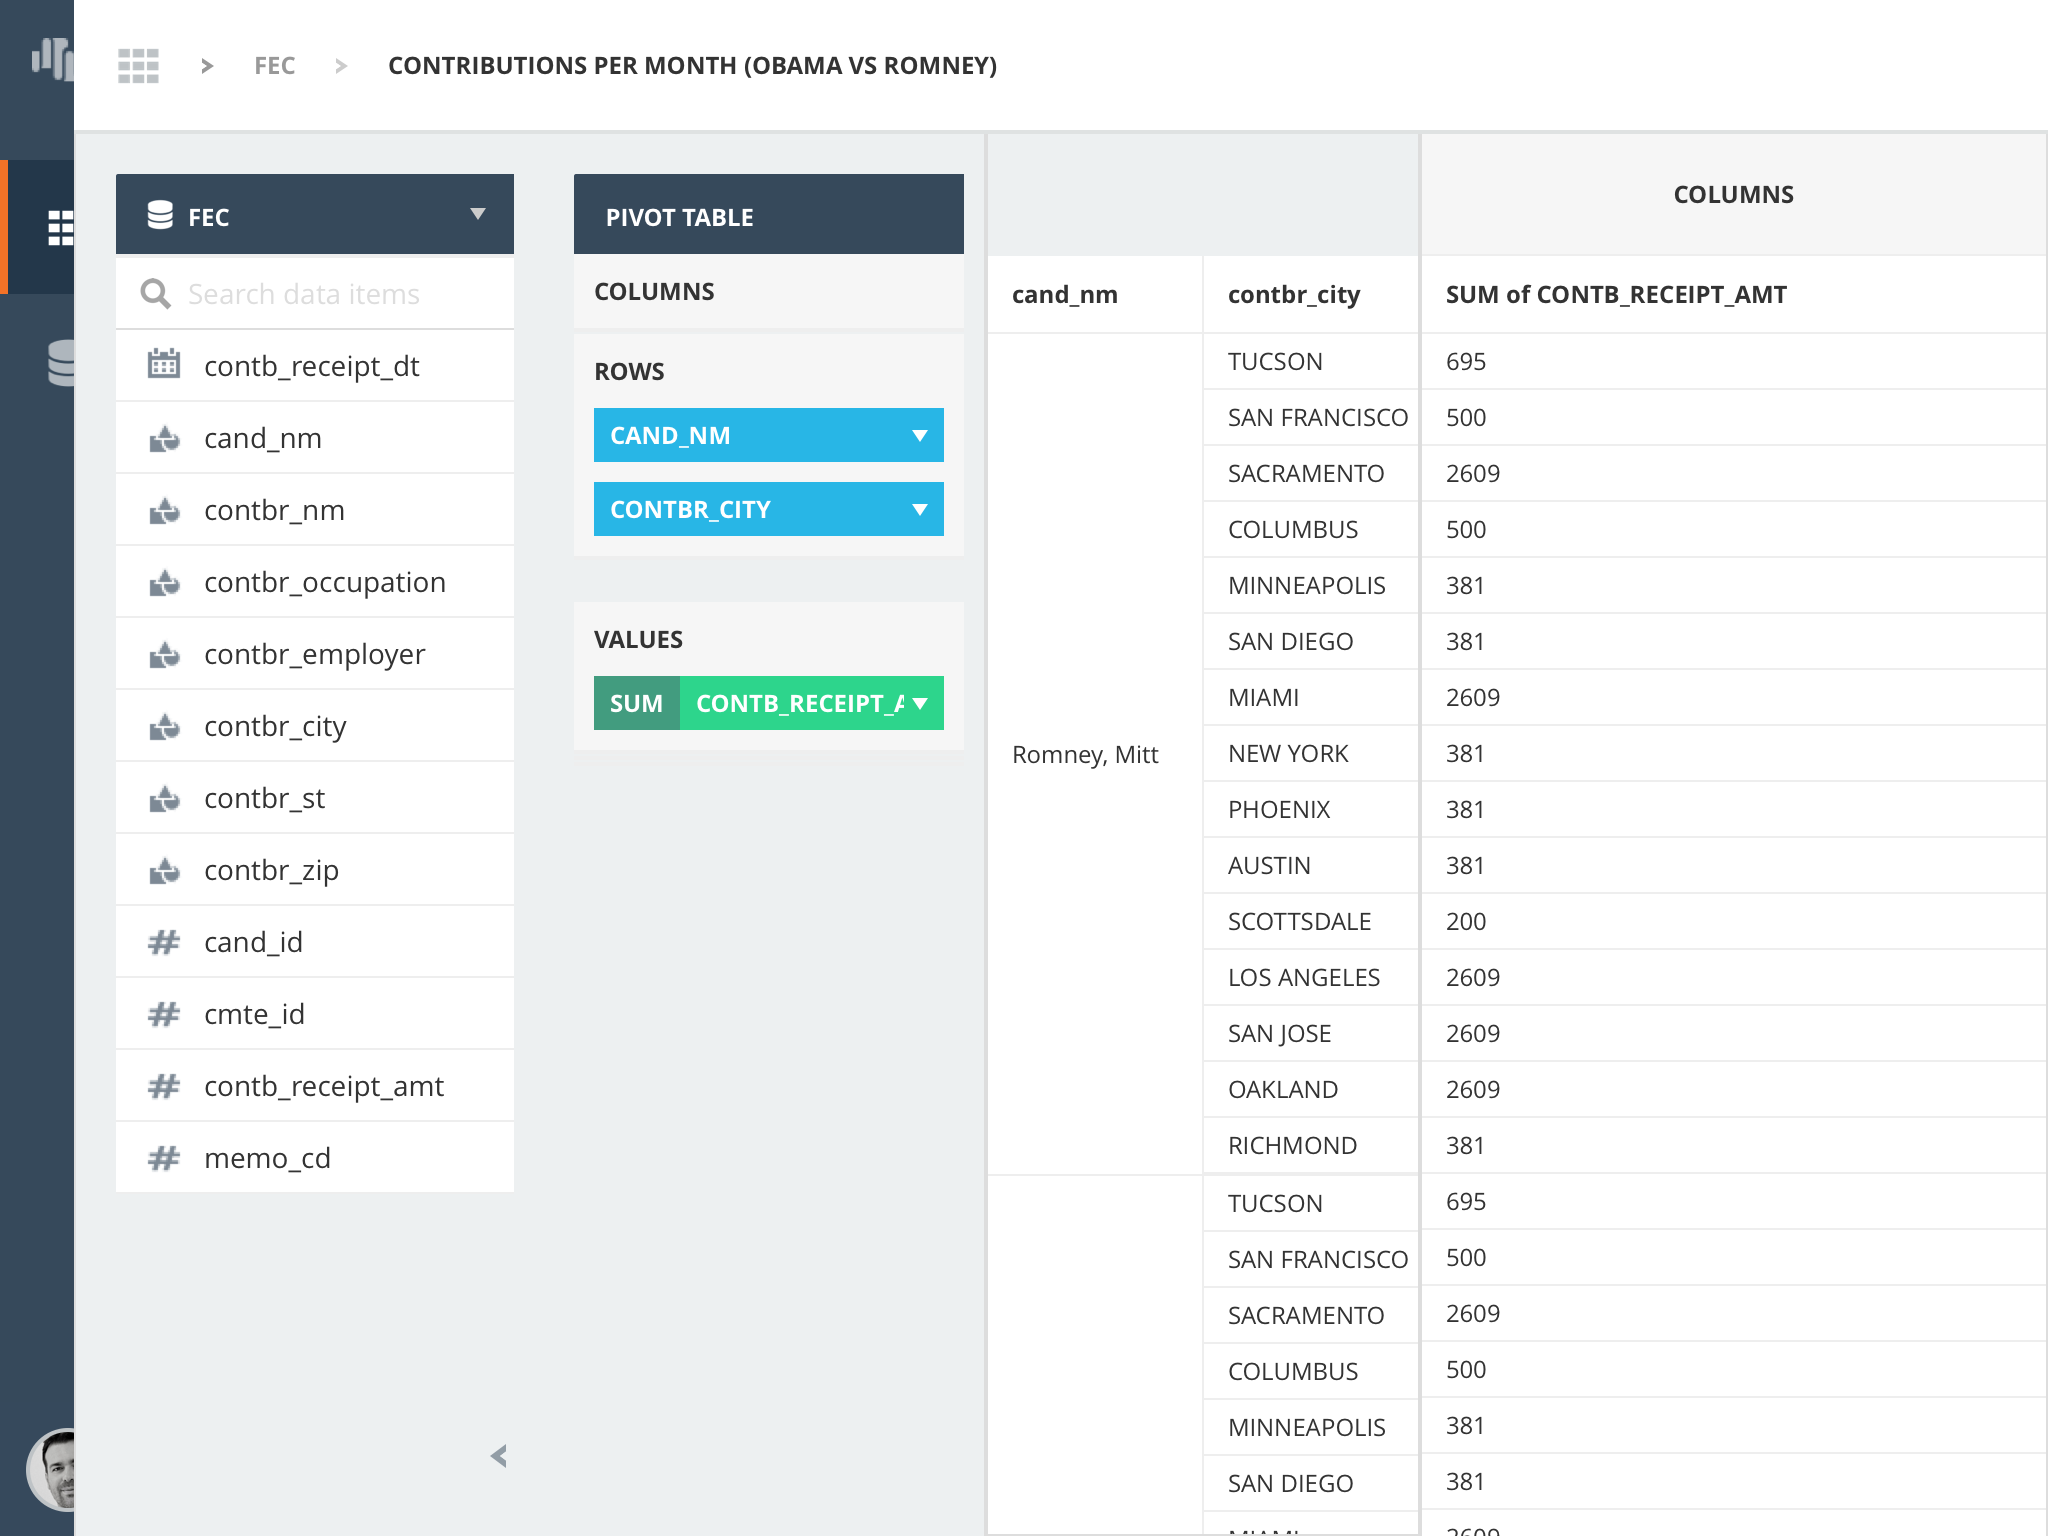 FEC
CONTRIBUTIONS PER MONTH (OBAMA VS ROMNEY)
FEC
Search data items
contb_receipt_dt
cand_nm
contbr_nm
contbr_occupation
contbr_employer
contbr_city
contbr_st
contbr_zip
cand_id
cmte_id
contb_receipt_amt
memo_cd
PIVOT TABLE
COLUMNS
ROWS
CAND_NM
CONTBR_CITY
VALUES
SUM CONTB_RECEIPT_A
COLUMNS
cand_nm contbr_city SUM of CONTB_RECEIPT_AMT
TUCSON 695
SAN FRANCISCO 500
SACRAMENTO 2609
COLUMBUS 500
MINNEAPOLIS 381
SAN DIEGO 381
MIAMI 2609
Romney, Mitt NEW YORK 381
PHOENIX 381
AUSTIN 381
SCOTTSDALE 200
LOS ANGELES 2609
SAN JOSE 2609
OAKLAND 2609
RICHMOND 381
TUCSON 695
SAN FRANCISCO 500
SACRAMENTO 2609
COLUMBUS 500
MINNEAPOLIS 381
SAN DIEGO 381
MIAMI 2609